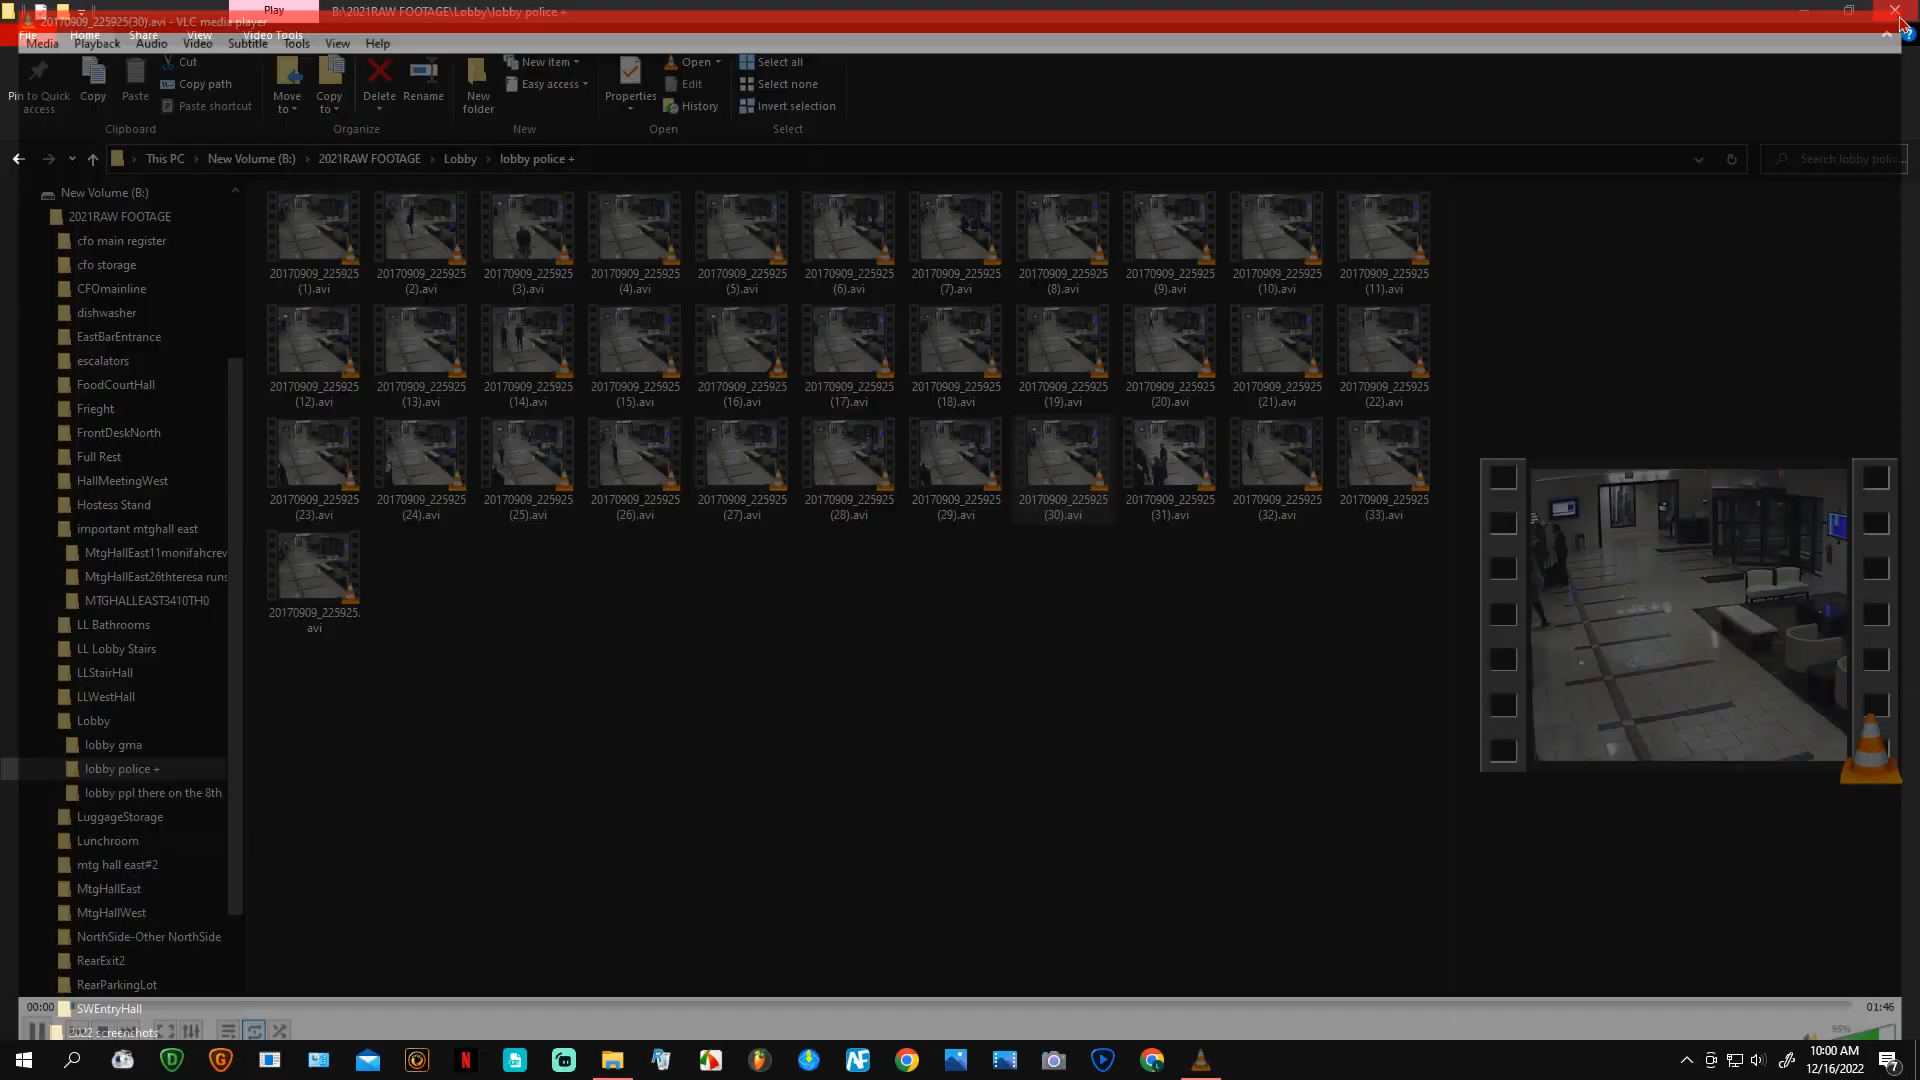 Play
B:\2021RAW FOOTAGE\Lobby\lobby police +
20170909_225925(30).avi - VLC media player
File Home Share View Video Tools
Media Playback Audio Video Subtitle Tools View Help
Pin to Quick access
Copy
Paste
Cut
Copy path
Paste shortcut
Clipboard
Move to
Copy to
Delete
Rename
Organize
New folder
New item
Easy access
New
Properties
Open
Edit
History
Open
Select all
Select none
Invert selection
Select
This PC > New Volume (B:) > 2021RAW FOOTAGE > Lobby > lobby police +
Search lobby polic...
New Volume (B:)
2021RAW FOOTAGE
cfo main register
cfo storage
CFOmainline
dishwasher
EastBarEntrance
escalators
FoodCourtHall
Frieght
FrontDeskNorth
Full Rest
HallMeetingWest
Hostess Stand
important mtghall east
MtgHallEast11monifahcrew
MtgHallEast26thteresa runs
MTGHALLEAST3410TH0
LL Bathrooms
LL Lobby Stairs
LLStairHall
LLWestHall
Lobby
lobby gma
lobby police +
lobby ppl there on the 8th
LuggageStorage
Lunchroom
mtg hall east#2
MtgHallEast
MtgHallWest
NorthSide-Other NorthSide
RearExit2
RearParkingLot
SWEntryHall
2022 screenshots
20170909_225925 (1).avi
20170909_225925 (2).avi
20170909_225925 (3).avi
20170909_225925 (4).avi
20170909_225925 (5).avi
20170909_225925 (6).avi
20170909_225925 (7).avi
20170909_225925 (8).avi
20170909_225925 (9).avi
20170909_225925 (10).avi
20170909_225925 (11).avi
20170909_225925 (12).avi
20170909_225925 (13).avi
20170909_225925 (14).avi
20170909_225925 (15).avi
20170909_225925 (16).avi
20170909_225925 (17).avi
20170909_225925 (18).avi
20170909_225925 (19).avi
20170909_225925 (20).avi
20170909_225925 (21).avi
20170909_225925 (22).avi
20170909_225925 (23).avi
20170909_225925 (24).avi
20170909_225925 (25).avi
20170909_225925 (26).avi
20170909_225925 (27).avi
20170909_225925 (28).avi
20170909_225925 (29).avi
20170909_225925 (30).avi
20170909_225925 (31).avi
20170909_225925 (32).avi
20170909_225925 (33).avi
20170909_225925.avi
00:00
01:46
95%
10:00 AM
12/16/2022
7